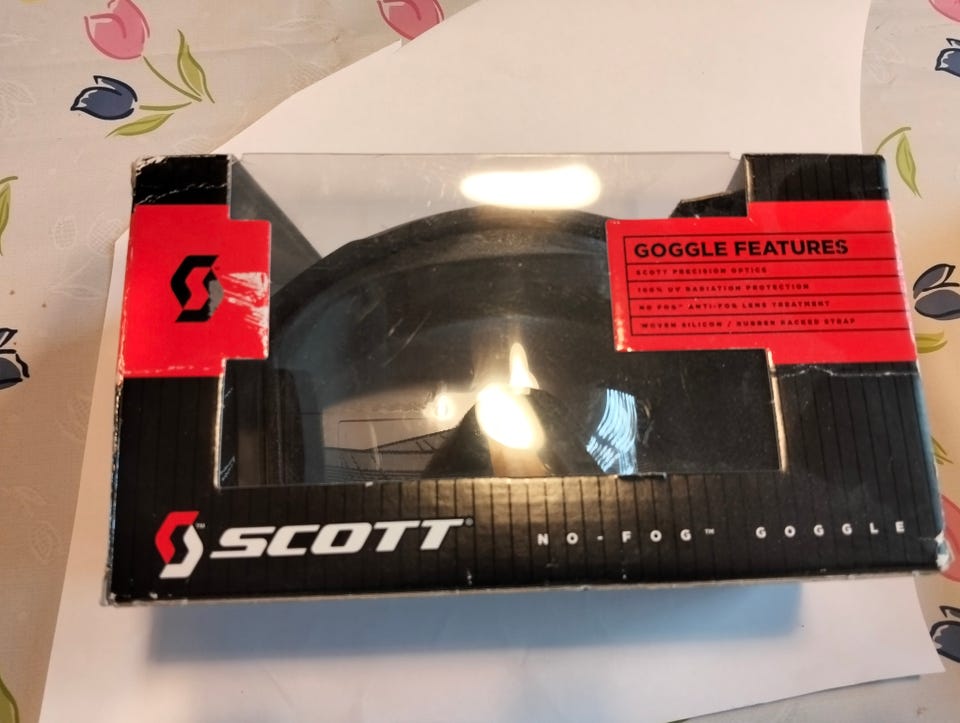 GOGGLE FEATURES
SCOTT PRECISION OPTICS
100% UV RADIATION PROTECTION
NO FOG™ ANTI-FOG LENS TREATMENT
WOVEN SILICON / RUBBER BACKED STRAP
™ SCOTT® NO-FOG™ GOGGLE